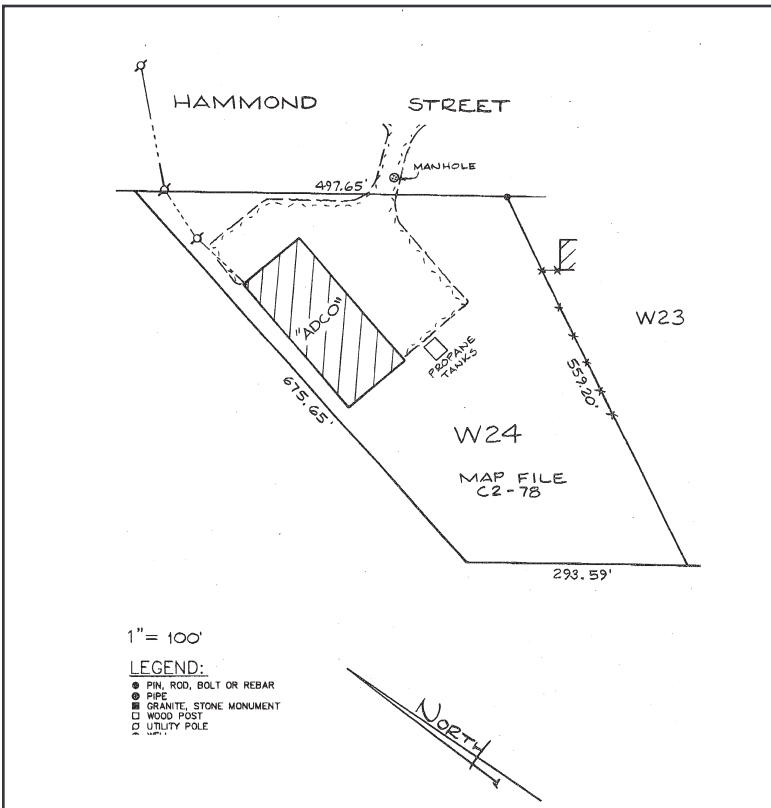 HAMMOND STREET
MANHOLE
497.65'
"ADCO"
W23
PROPANE
TANKS
559.20'
675.65'
W24
MAP FILE
C2-78
293.59'
1"= 100'
LEGEND:
PIN, ROD, BOLT OR REBAR
PIPE
GRANITE, STONE MONUMENT
WOOD POST
UTILITY POLE
NORTH